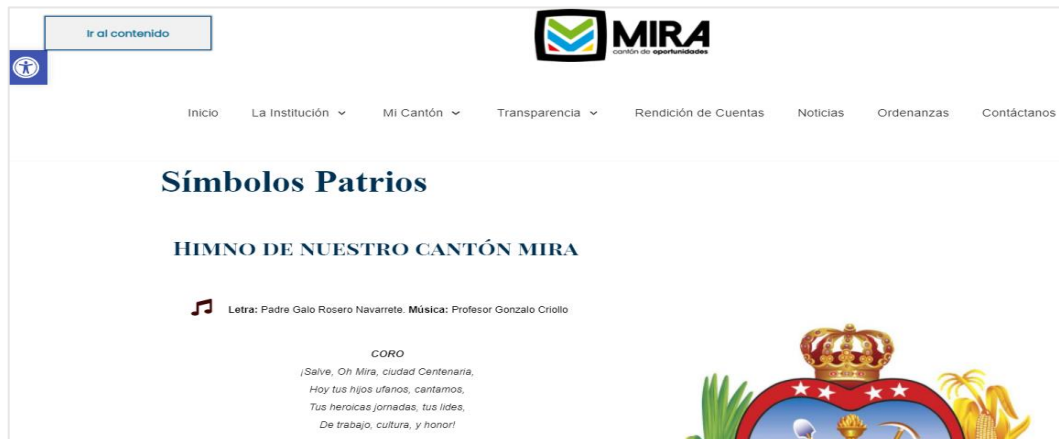 Ir al contenido
MIRA
cantón de oportunidades
Inicio La Institución Mi Cantón Transparencia Rendición de Cuentas Noticias Ordenanzas Contáctanos
Símbolos Patrios
HIMNO DE NUESTRO CANTÓN MIRA
Letra: Padre Galo Rosero Navarrete. Música: Profesor Gonzalo Criollo
CORO
¡Salve, Oh Mira, ciudad Centenaria,
Hoy tus hijos ufanos, cantamos,
Tus heroicas jornadas, tus lides,
De trabajo, cultura, y honor!